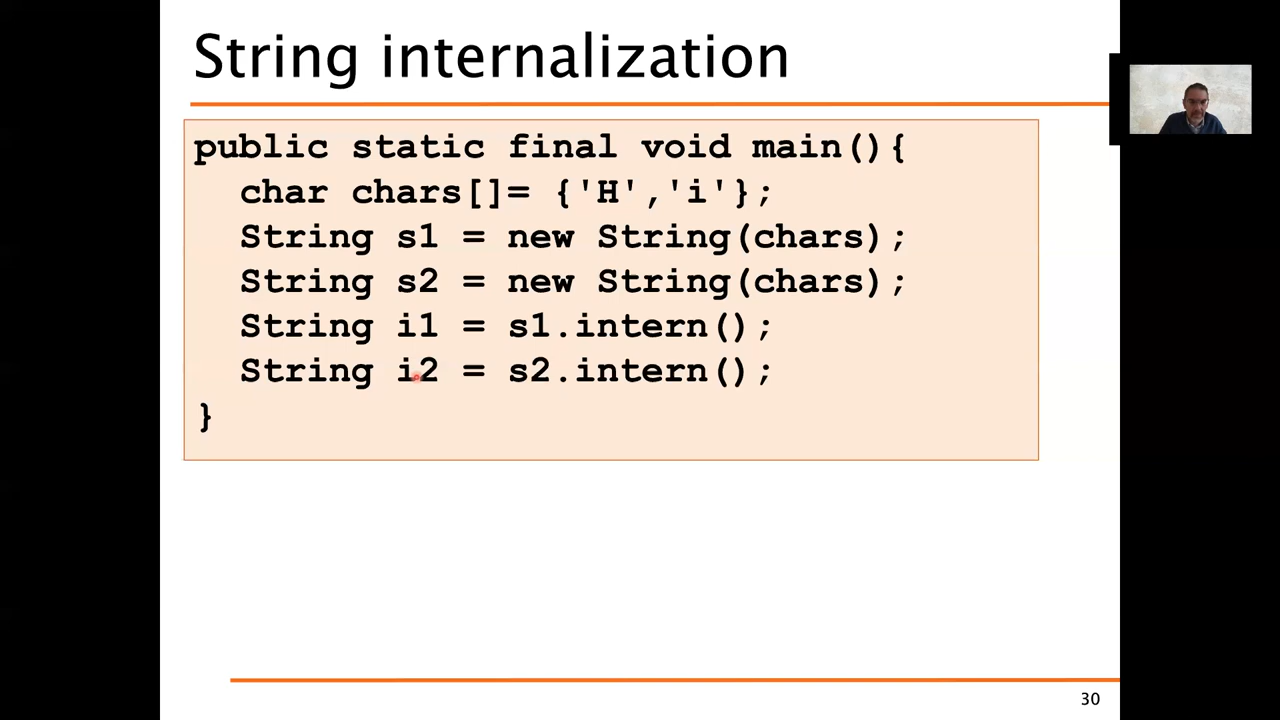 String internalization
public static final void main(){
char chars[]= {'H','i'};
String s1 = new String(chars);
String s2 = new String(chars);
String i1 = s1.intern();
String i2 = s2.intern();
}
30